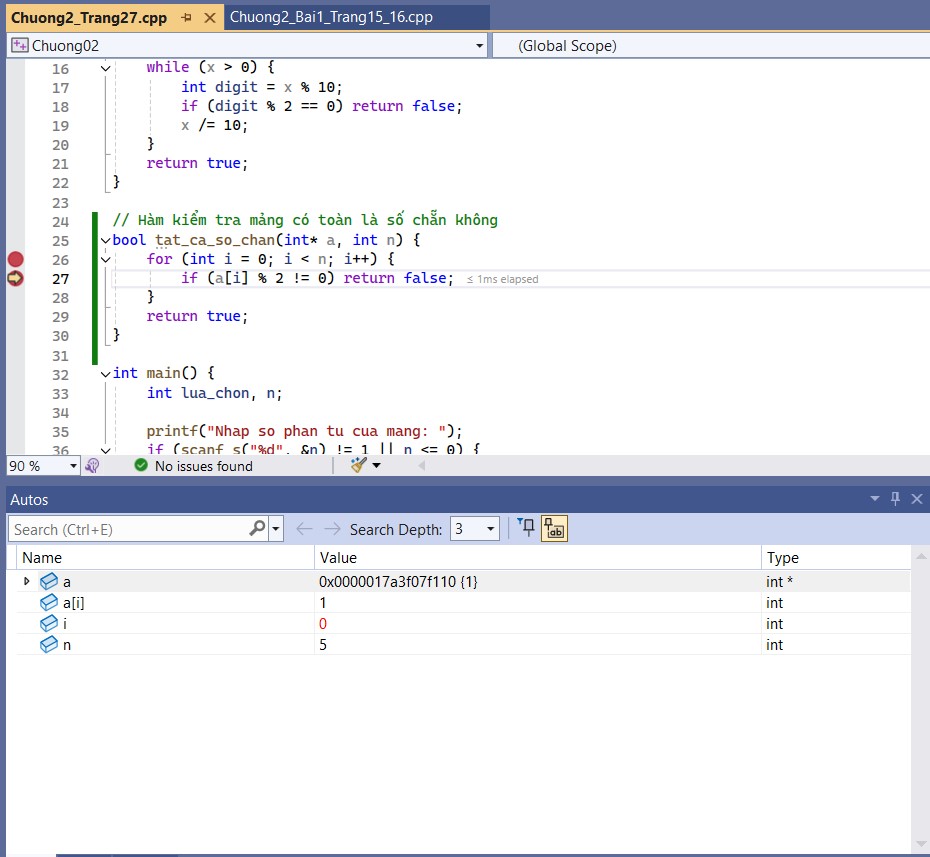 Chuong2_Trang27.cpp Chuong2_Bai1_Trang15_16.cpp
Chuong02 (Global Scope)
16 while (x > 0) {
17 int digit = x % 10;
18 if (digit % 2 == 0) return false;
19 x /= 10;
20 }
21 return true;
22 }
23
24 // Hàm kiểm tra mảng có toàn là số chẵn không
25 bool tat_ca_so_chan(int* a, int n) {
26 for (int i = 0; i < n; i++) {
27 if (a[i] % 2 != 0) return false; ≤ 1ms elapsed
28 }
29 return true;
30 }
31
32 int main() {
33 int lua_chon, n;
34
35 printf("Nhap so phan tu cua mang: ");
36 if (scanf_s("%d", &n) != 1 || n <= 0) {
90 % No issues found
Autos
Search (Ctrl+E) Search Depth: 3
Name Value Type
a 0x0000017a3f07f110 {1} int *
a[i] 1 int
i 0 int
n 5 int